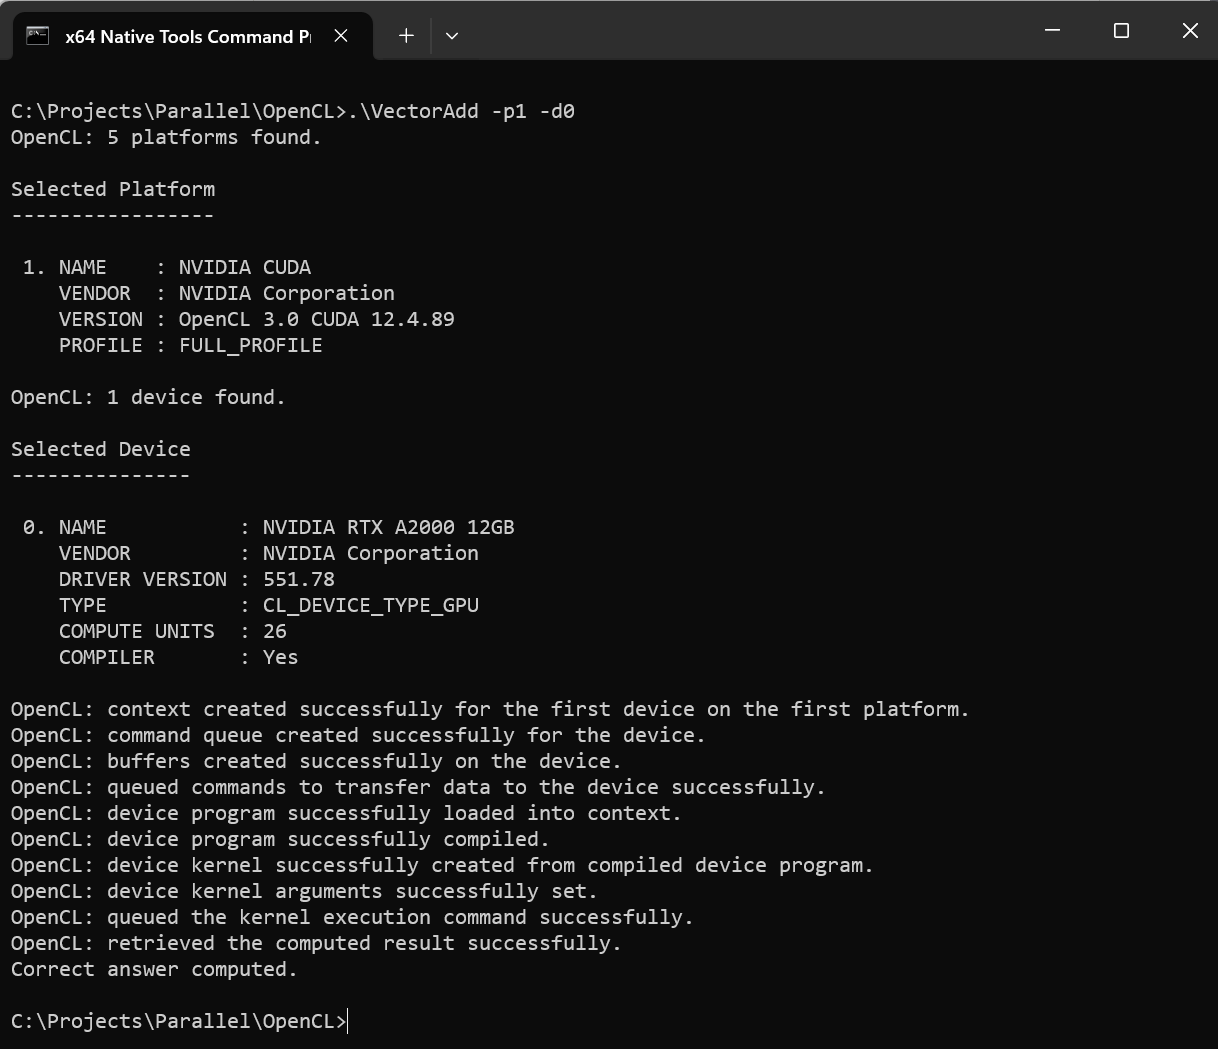 x64 Native Tools Command P
C:\Projects\Parallel\OpenCL>.\VectorAdd -p1 -d0
OpenCL: 5 platforms found.
Selected Platform
-----------------
 1. NAME    : NVIDIA CUDA
    VENDOR  : NVIDIA Corporation
    VERSION : OpenCL 3.0 CUDA 12.4.89
    PROFILE : FULL_PROFILE
OpenCL: 1 device found.
Selected Device
---------------
 0. NAME           : NVIDIA RTX A2000 12GB
    VENDOR         : NVIDIA Corporation
    DRIVER VERSION : 551.78
    TYPE           : CL_DEVICE_TYPE_GPU
    COMPUTE UNITS  : 26
    COMPILER       : Yes
OpenCL: context created successfully for the first device on the first platform.
OpenCL: command queue created successfully for the device.
OpenCL: buffers created successfully on the device.
OpenCL: queued commands to transfer data to the device successfully.
OpenCL: device program successfully loaded into context.
OpenCL: device program successfully compiled.
OpenCL: device kernel successfully created from compiled device program.
OpenCL: device kernel arguments successfully set.
OpenCL: queued the kernel execution command successfully.
OpenCL: retrieved the computed result successfully.
Correct answer computed.
C:\Projects\Parallel\OpenCL>